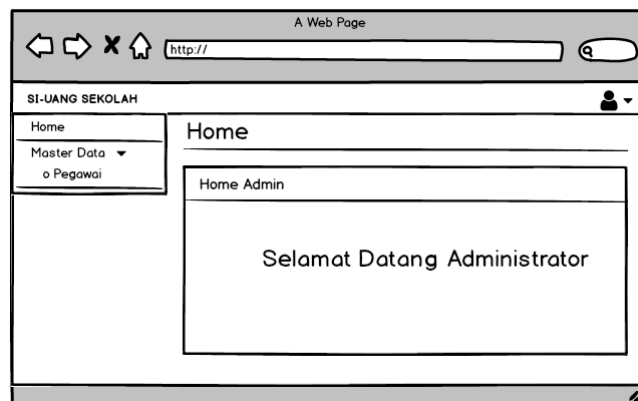 A Web Page
http://
SI-UANG SEKOLAH
Home
Master Data
o Pegawai
Home
Home Admin
Selamat Datang Administrator